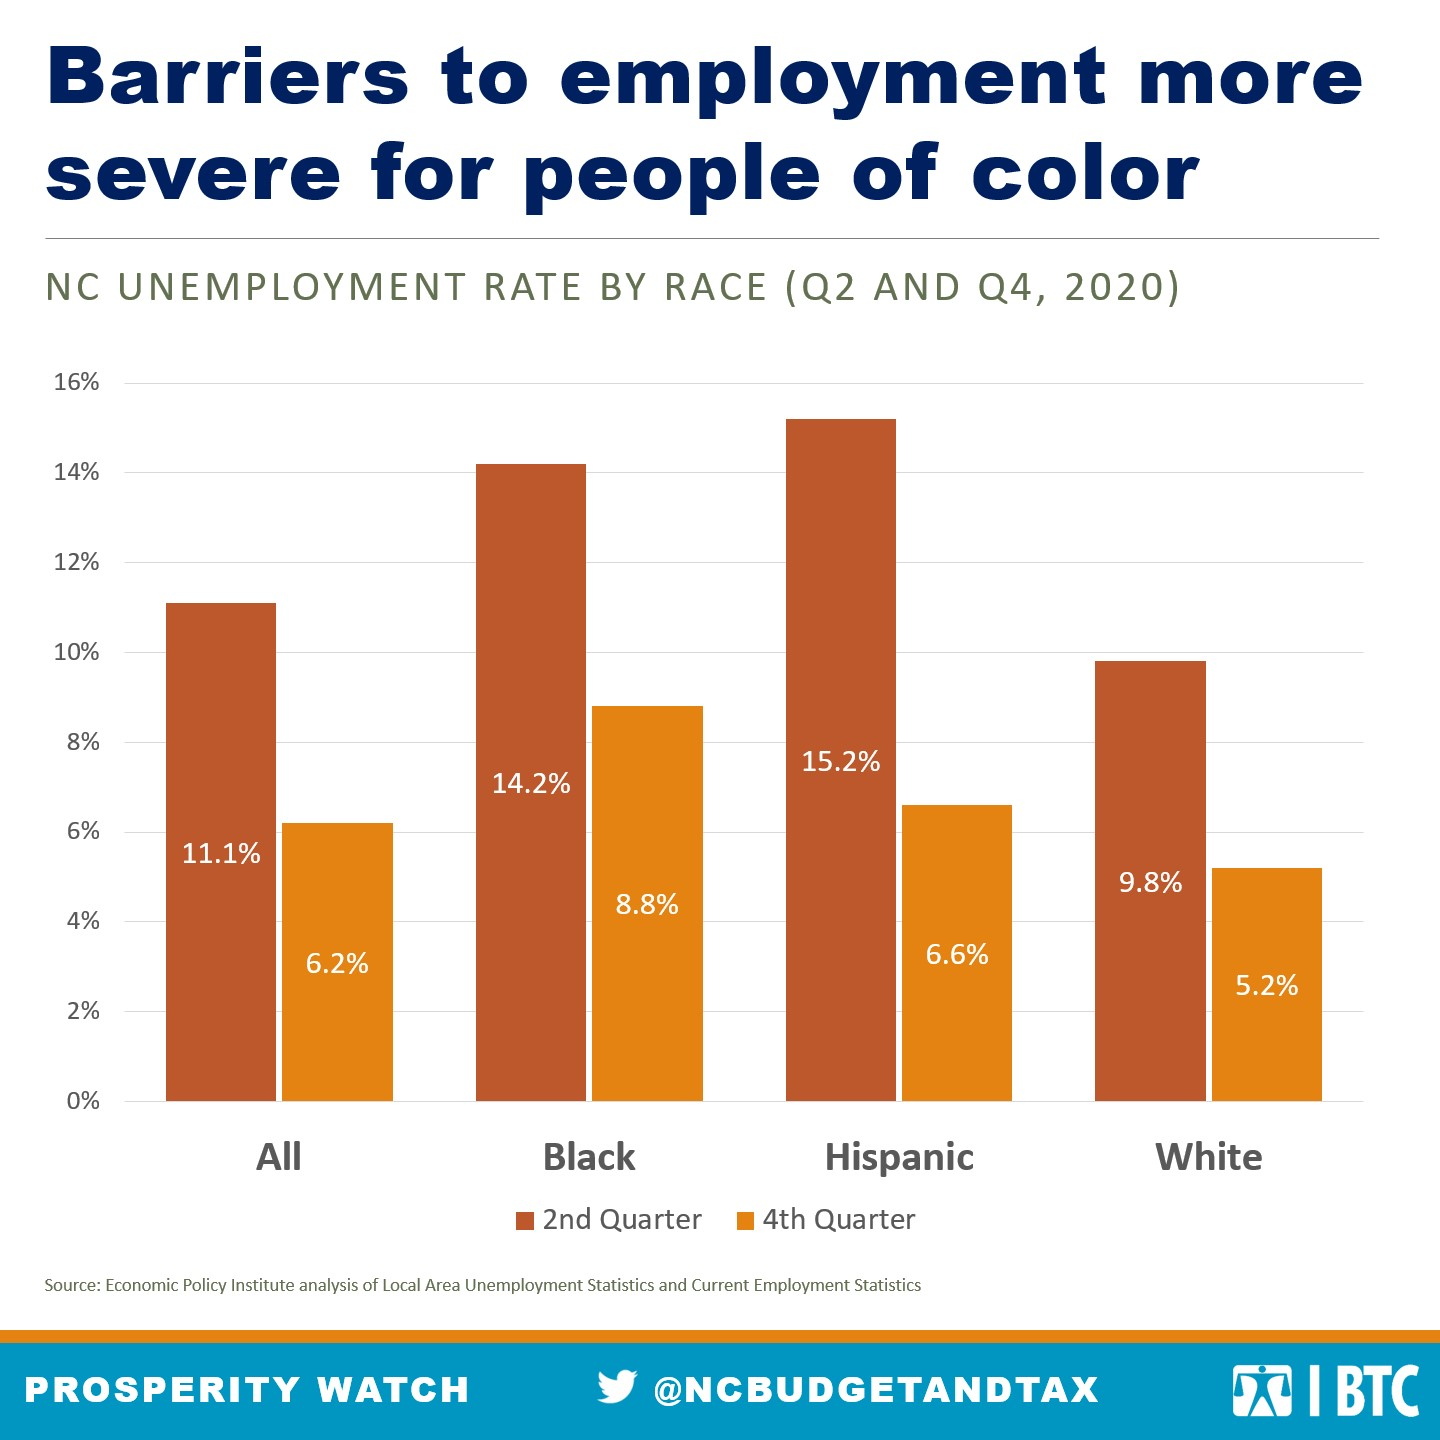 Barriers to employment more
severe for people of color
NC UNEMPLOYMENT RATE BY RACE (Q2 AND Q4, 2020)
16%
14%
12%
10%
8%
6%
4%
2%
0%
11.1%
6.2%
14.2%
8.8%
15.2%
6.6%
9.8%
5.2%
All Black Hispanic White
2nd Quarter 4th Quarter
Source: Economic Policy Institute analysis of Local Area Unemployment Statistics and Current Employment Statistics
PROSPERITY WATCH @NCBUDGETANDTAX | BTC